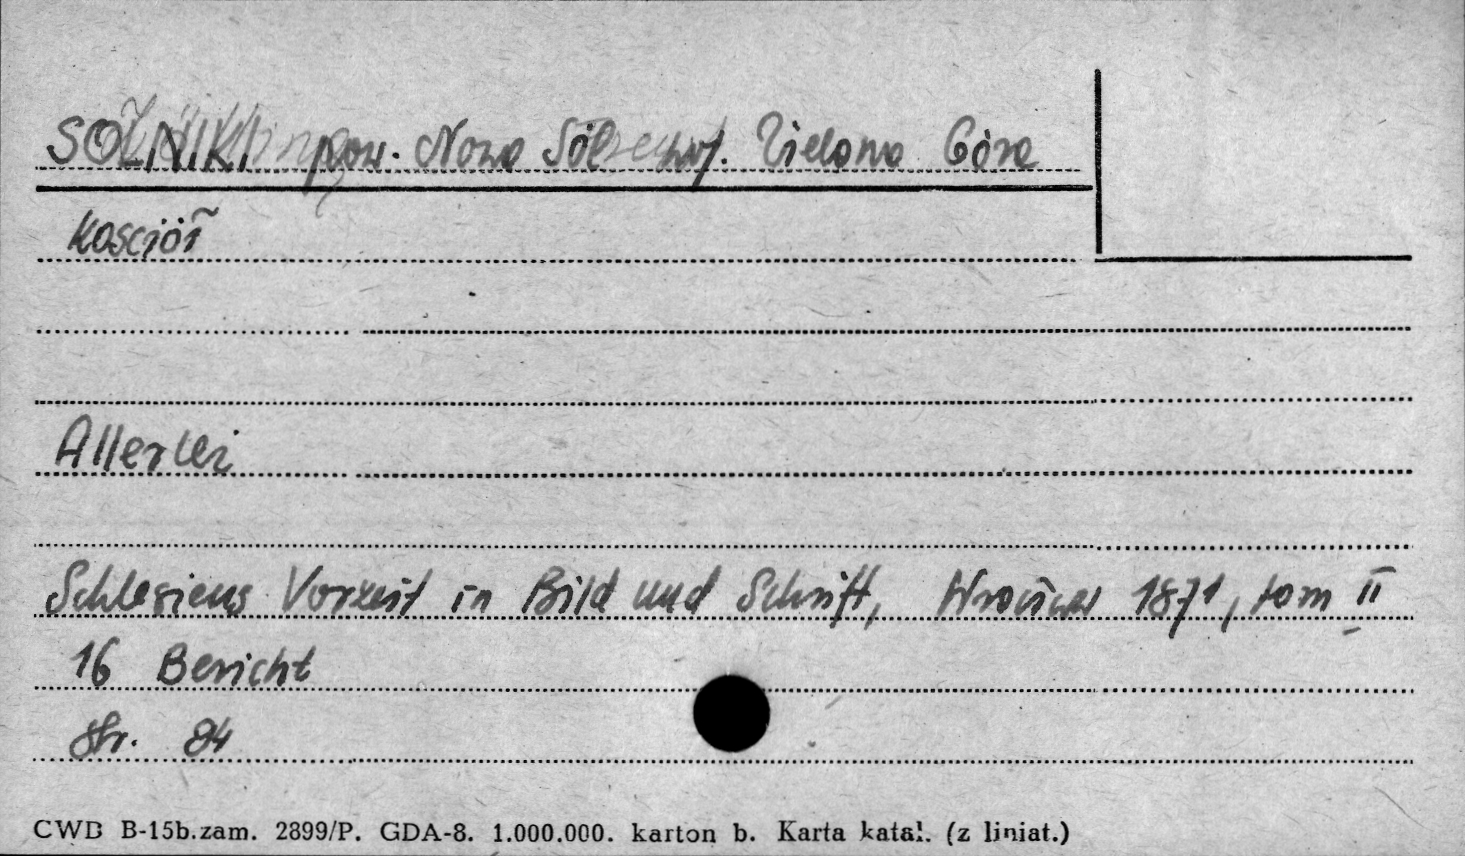 SOLNIKI pow. Nowa Sól woj. Zielona Góra
Kościół
Allerlei
Schlesiens Vorzeit in Bild und Schrift, Wrocław 1871, tom II
16 Bericht
Str. 84
CWD B-15b.zam. 2899/P. GDA-8. 1.000.000. karton b. Karta katal. (z liniat.)